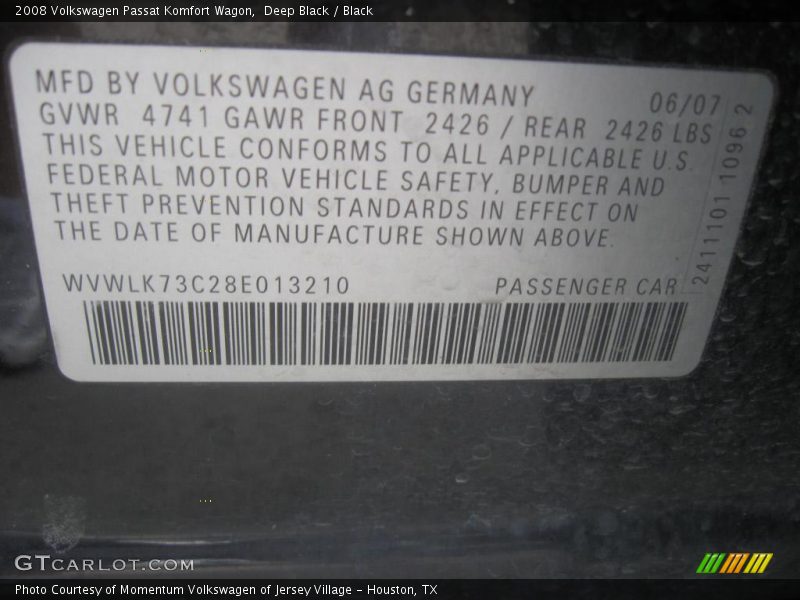 2008 Volkswagen Passat Komfort Wagon,  Deep Black / Black
MFD BY VOLKSWAGEN AG GERMANY 06/07
GVWR 4741 GAWR FRONT 2426 / REAR 2426 LBS
THIS VEHICLE CONFORMS TO ALL APPLICABLE U.S.
FEDERAL MOTOR VEHICLE SAFETY, BUMPER AND
THEFT PREVENTION STANDARDS IN EFFECT ON
THE DATE OF MANUFACTURE SHOWN ABOVE.
WVWLK73C28E013210 PASSENGER CAR
2411101 1096 2
GTCARLOT.COM
Photo Courtesy of Momentum Volkswagen of Jersey Village - Houston, TX